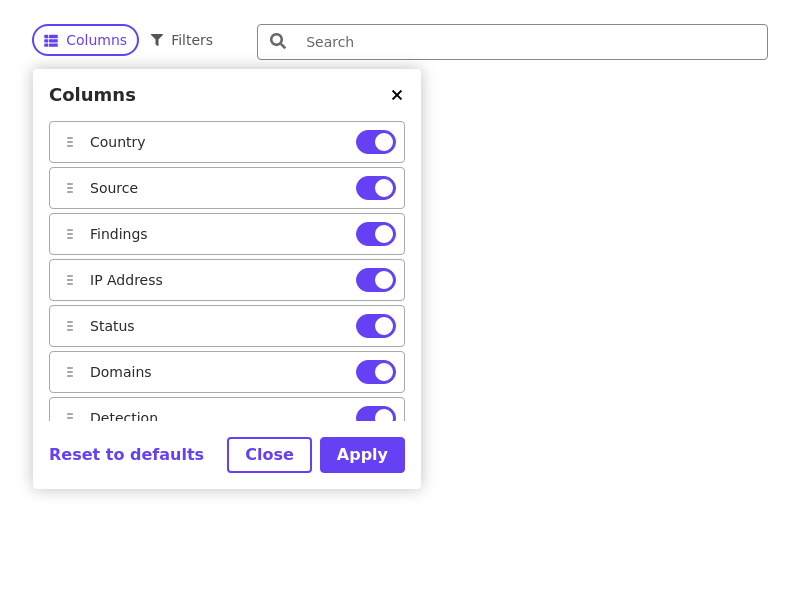 Columns Filters Search
Columns
Country
Source
Findings
IP Address
Status
Domains
Detection
Reset to defaults Close Apply